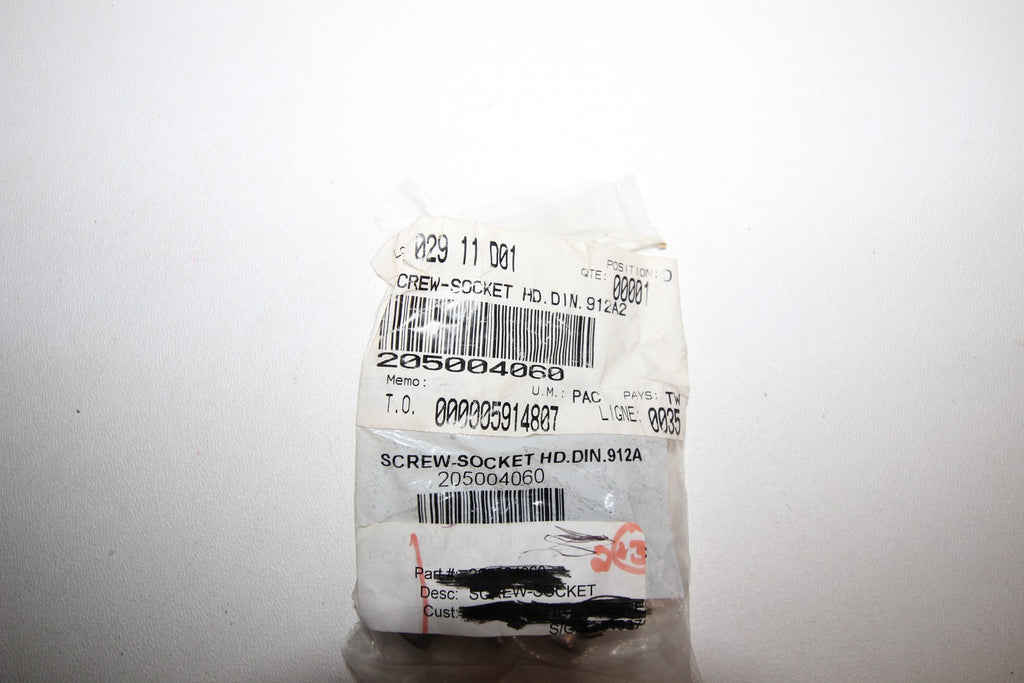 029 11 D01
POSITION:
QTE: 00001
CREW-SOCKET HD.DIN.912A2
205004060
Memo:
U.M.: PAC PAYS: TW
T.O. 000005914807 LIGNE: 0035
SCREW-SOCKET HD.DIN.912A
205004060
Part #:
Desc: SCREW-SOCKET
Cust: